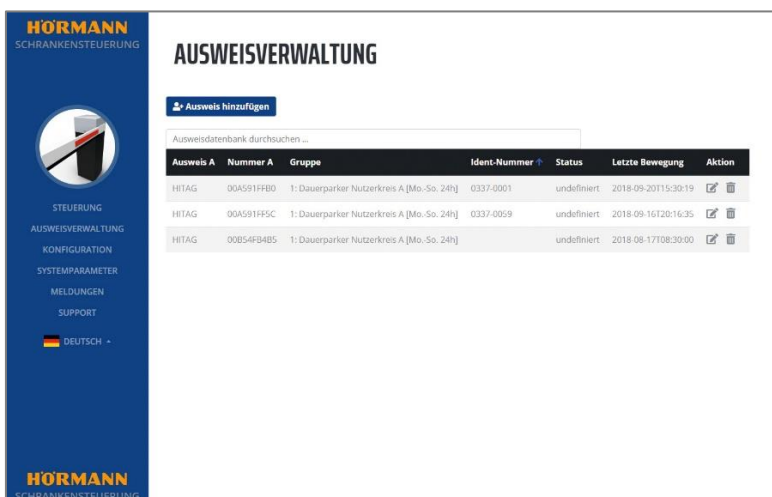 HÖRMANN
SCHRANKENSTEUERUNG
AUSWEISVERWALTUNG
Ausweis hinzufügen
Ausweisdatenbank durchsuchen ...
Ausweis A Nummer A Gruppe Ident-Nummer Status Letzte Bewegung Aktion
HITAG 00A591FFB0 1: Dauerparker Nutzerkreis A [Mo.-So. 24h] 0337-0001 undefiniert 2018-09-20T15:30:19
HITAG 00A591FF5C 1: Dauerparker Nutzerkreis A [Mo.-So. 24h] 0337-0059 undefiniert 2018-09-16T20:16:35
HITAG 00B54FB4B5 1: Dauerparker Nutzerkreis A [Mo.-So. 24h] undefiniert 2018-08-17T08:30:00
STEUERUNG
AUSWEISVERWALTUNG
KONFIGURATION
SYSTEMPARAMETER
MELDUNGEN
SUPPORT
DEUTSCH
HÖRMANN
SCHRANKENSTEUERUNG